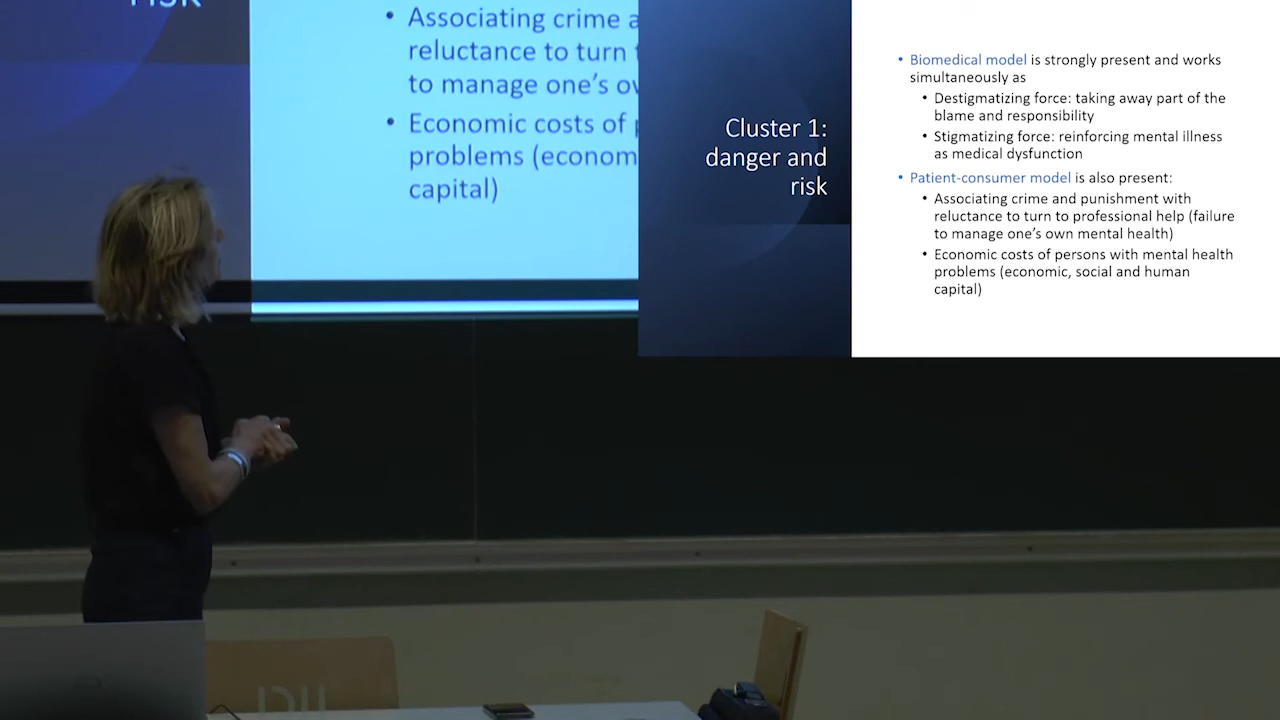 RISK
• Associating crime a
reluctance to turn t
to manage one's ow
• Economic costs of p
problems (econom
capital)
Cluster 1:
danger and
risk
• Biomedical model is strongly present and works
simultaneously as
• Destigmatizing force: taking away part of the
blame and responsibility
• Stigmatizing force: reinforcing mental illness
as medical dysfunction
• Patient-consumer model is also present:
• Associating crime and punishment with
reluctance to turn to professional help (failure
to manage one's own mental health)
• Economic costs of persons with mental health
problems (economic, social and human
capital)